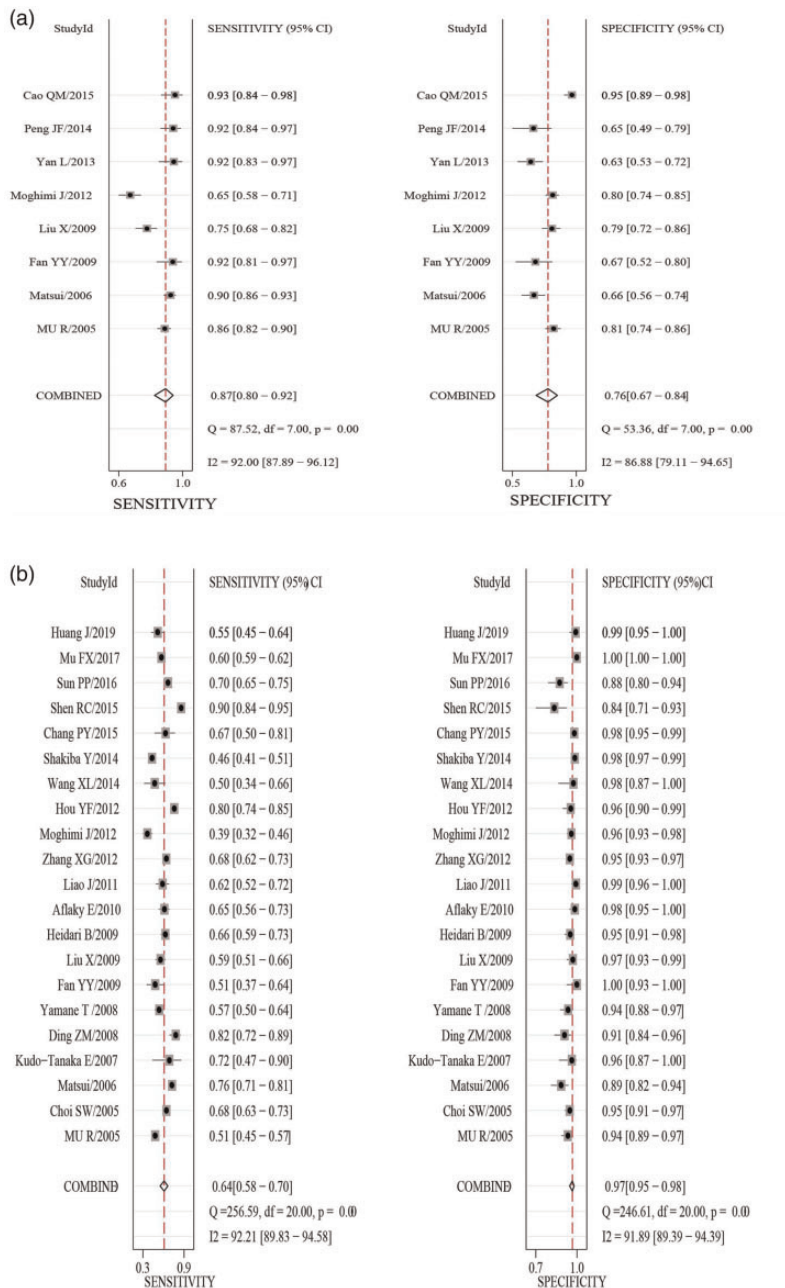 (a)
StudyId SENSITIVITY (95% CI)
Cao QM/2015 0.93 [0.84 – 0.98]
Peng JF/2014 0.92 [0.84 – 0.97]
Yan L/2013 0.92 [0.83 – 0.97]
Moghimi J/2012 0.65 [0.58 – 0.71]
Liu X/2009 0.75 [0.68 – 0.82]
Fan YY/2009 0.92 [0.81 – 0.97]
Matsui/2006 0.90 [0.86 – 0.93]
MU R/2005 0.86 [0.82 – 0.90]
COMBINED 0.87[0.80 – 0.92]
Q = 87.52, df = 7.00, p = 0.00
I2 = 92.00 [87.89 – 96.12]
0.6 1.0
SENSITIVITY
StudyId SPECIFICITY (95% CI)
Cao QM/2015 0.95 [0.89 – 0.98]
Peng JF/2014 0.65 [0.49 – 0.79]
Yan L/2013 0.63 [0.53 – 0.72]
Moghimi J/2012 0.80 [0.74 – 0.85]
Liu X/2009 0.79 [0.72 – 0.86]
Fan YY/2009 0.67 [0.52 – 0.80]
Matsui/2006 0.66 [0.56 – 0.74]
MU R/2005 0.81 [0.74 – 0.86]
COMBINED 0.76[0.67 – 0.84]
Q = 53.36, df = 7.00, p = 0.00
I2 = 86.88 [79.11 – 94.65]
0.5 1.0
SPECIFICITY
(b)
StudyId SENSITIVITY (95%)CI
Huang J/2019 0.55 [0.45 – 0.64]
Mu FX/2017 0.60 [0.59 – 0.62]
Sun PP/2016 0.70 [0.65 – 0.75]
Shen RC/2015 0.90 [0.84 – 0.95]
Chang PY/2015 0.67 [0.50 – 0.81]
Shakiba Y/2014 0.46 [0.41 – 0.51]
Wang XL/2014 0.50 [0.34 – 0.66]
Hou YF/2012 0.80 [0.74 – 0.85]
Moghimi J/2012 0.39 [0.32 – 0.46]
Zhang XG/2012 0.68 [0.62 – 0.73]
Liao J/2011 0.62 [0.52 – 0.72]
Aflaky E/2010 0.65 [0.56 – 0.73]
Heidari B/2009 0.66 [0.59 – 0.73]
Liu X/2009 0.59 [0.51 – 0.66]
Fan YY/2009 0.51 [0.37 – 0.64]
Yamane T /2008 0.57 [0.50 – 0.64]
Ding ZM/2008 0.82 [0.72 – 0.89]
Kudo–Tanaka E/2007 0.72 [0.47 – 0.90]
Matsui/2006 0.76 [0.71 – 0.81]
Choi SW/2005 0.68 [0.63 – 0.73]
MU R/2005 0.51 [0.45 – 0.57]
COMBINED 0.64[0.58 – 0.70]
Q =256.59, df = 20.00, p = 0.00
I2 = 92.21 [89.83 – 94.58]
0.3 0.9
SENSITIVITY
StudyId SPECIFICITY (95%)CI
Huang J/2019 0.99 [0.95 – 1.00]
Mu FX/2017 1.00 [1.00 – 1.00]
Sun PP/2016 0.88 [0.80 – 0.94]
Shen RC/2015 0.84 [0.71 – 0.93]
Chang PY/2015 0.98 [0.95 – 0.99]
Shakiba Y/2014 0.98 [0.97 – 0.99]
Wang XL/2014 0.98 [0.87 – 1.00]
Hou YF/2012 0.96 [0.90 – 0.99]
Moghimi J/2012 0.96 [0.93 – 0.98]
Zhang XG/2012 0.95 [0.93 – 0.97]
Liao J/2011 0.99 [0.96 – 1.00]
Aflaky E/2010 0.98 [0.95 – 1.00]
Heidari B/2009 0.95 [0.91 – 0.98]
Liu X/2009 0.97 [0.93 – 0.99]
Fan YY/2009 1.00 [0.93 – 1.00]
Yamane T /2008 0.94 [0.88 – 0.97]
Ding ZM/2008 0.91 [0.84 – 0.96]
Kudo–Tanaka E/2007 0.96 [0.87 – 1.00]
Matsui/2006 0.89 [0.82 – 0.94]
Choi SW/2005 0.95 [0.91 – 0.97]
MU R/2005 0.94 [0.89 – 0.97]
COMBINED 0.97[0.95 – 0.98]
Q =246.61, df = 20.00, p = 0.00
I2 = 91.89 [89.39 – 94.39]
0.7 1.0
SPECIFICITY